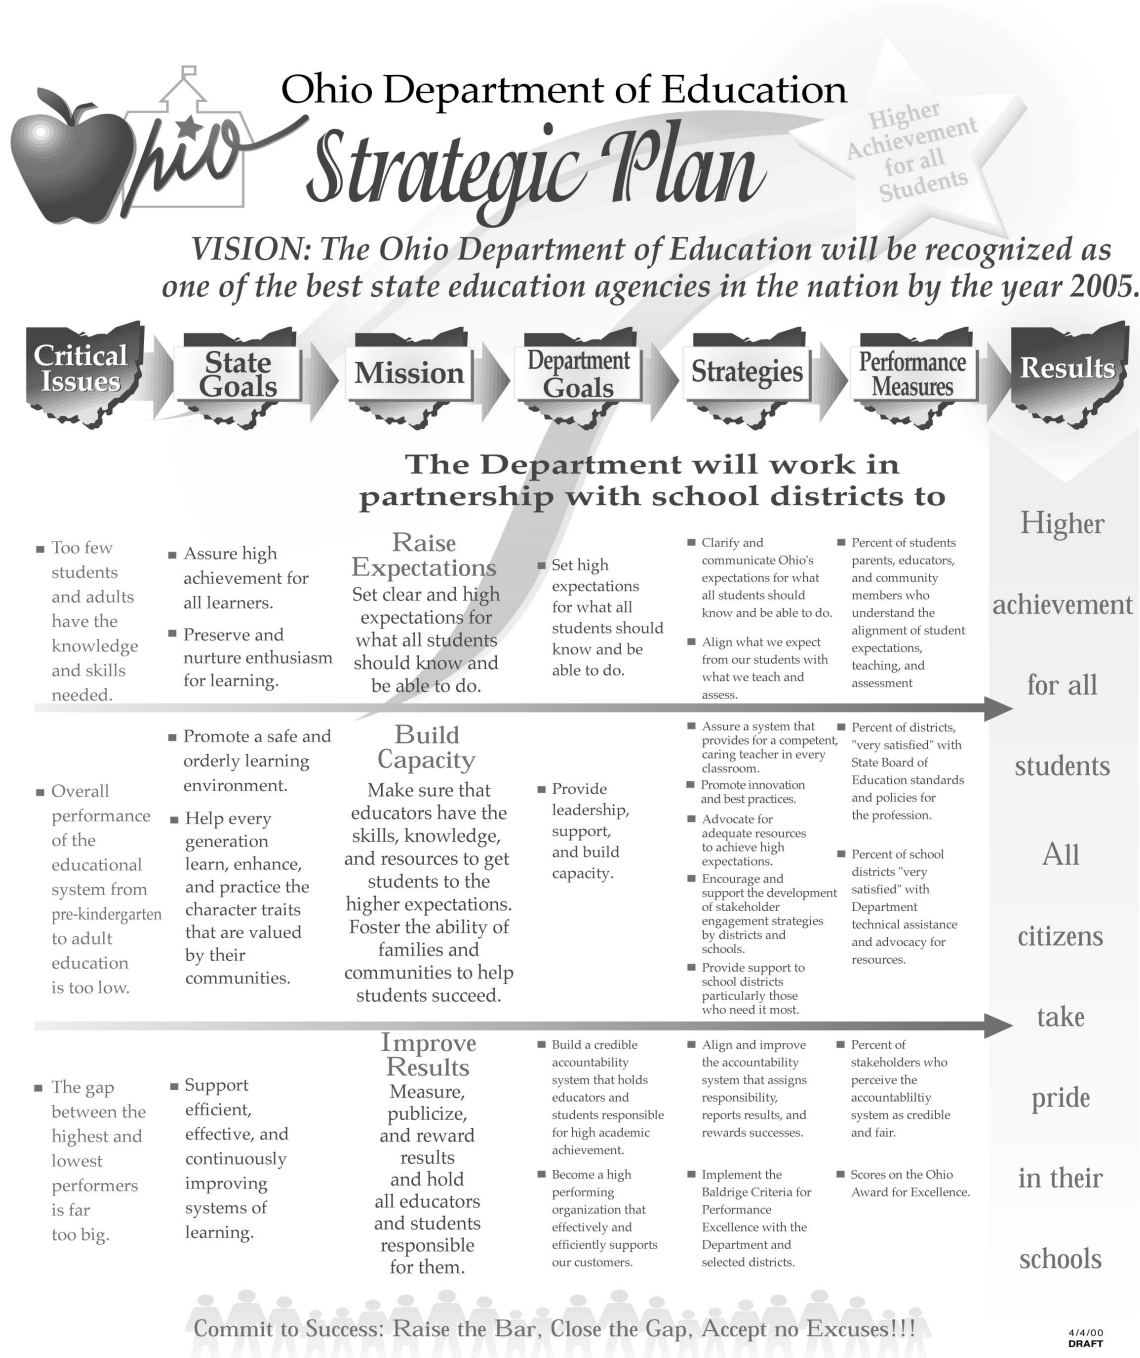 Ohio Department of Education
Ohio
Strategic Plan
Higher
Achievement
for all
Students
VISION: The Ohio Department of Education will be recognized as
one of the best state education agencies in the nation by the year 2005.
Critical
Issues
State
Goals
Mission
Department
Goals
Strategies
Performance
Measures
Results
The Department will work in
partnership with school districts to
■ Too few
students
and adults
have the
knowledge
and skills
needed.
■ Assure high
achievement for
all learners.
■ Preserve and
nurture enthusiasm
for learning.
Raise
Expectations
Set clear and high
expectations for
what all students
should know and
be able to do.
■ Set high
expectations
for what all
students should
know and be
able to do.
■ Clarify and
communicate Ohio's
expectations for what
all students should
know and be able to do.
■ Align what we expect
from our students with
what we teach and
assess.
■ Percent of students
parents, educators,
and community
members who
understand the
alignment of student
expectations,
teaching, and
assessment
■ Overall
performance
of the
educational
system from
pre-kindergarten
to adult
education
is too low.
■ Promote a safe and
orderly learning
environment.
■ Help every
generation
learn, enhance,
and practice the
character traits
that are valued
by their
communities.
Build
Capacity
Make sure that
educators have the
skills, knowledge,
and resources to get
students to the
higher expectations.
Foster the ability of
families and
communities to help
students succeed.
■ Provide
leadership,
support,
and build
capacity.
■ Assure a system that
provides for a competent,
caring teacher in every
classroom.
■ Promote innovation
and best practices.
■ Advocate for
adequate resources
to achieve high
expectations.
■ Encourage and
support the development
of stakeholder
engagement strategies
by districts and
schools.
■ Provide support to
school districts
particularly those
who need it most.
■ Percent of districts,
"very satisfied" with
State Board of
Education standards
and policies for
the profession.
■ Percent of school
districts "very
satisfied" with
Department
technical assistance
and advocacy for
resources.
■ The gap
between the
highest and
lowest
performers
is far
too big.
■ Support
efficient,
effective, and
continuously
improving
systems of
learning.
Improve
Results
Measure,
publicize,
and reward
results
and hold
all educators
and students
responsible
for them.
■ Build a credible
accountability
system that holds
educators and
students responsible
for high academic
achievement.
■ Become a high
performing
organization that
effectively and
efficiently supports
our customers.
■ Align and improve
the accountability
system that assigns
responsibility,
reports results, and
rewards successes.
■ Implement the
Baldrige Criteria for
Performance
Excellence with the
Department and
selected districts.
■ Percent of
stakeholders who
perceive the
accountabliltiy
system as credible
and fair.
■ Scores on the Ohio
Award for Excellence.
Higher
achievement
for all
students
All
citizens
take
pride
in their
schools
Commit to Success: Raise the Bar, Close the Gap, Accept no Excuses!!!
4/4/00
DRAFT